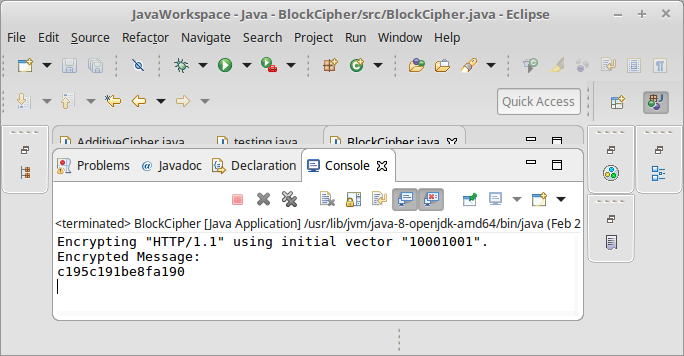 JavaWorkspace - Java - BlockCipher/src/BlockCipher.java - Eclipse
File Edit Source Refactor Navigate Search Project Run Window Help
Quick Access
AdditiveCipher.java testing.java BlockCipher.java
Problems @ Javadoc Declaration Console
<terminated> BlockCipher [Java Application] /usr/lib/jvm/java-8-openjdk-amd64/bin/java (Feb 2
Encrypting "HTTP/1.1" using initial vector "10001001".
Encrypted Message:
c195c191be8fa190